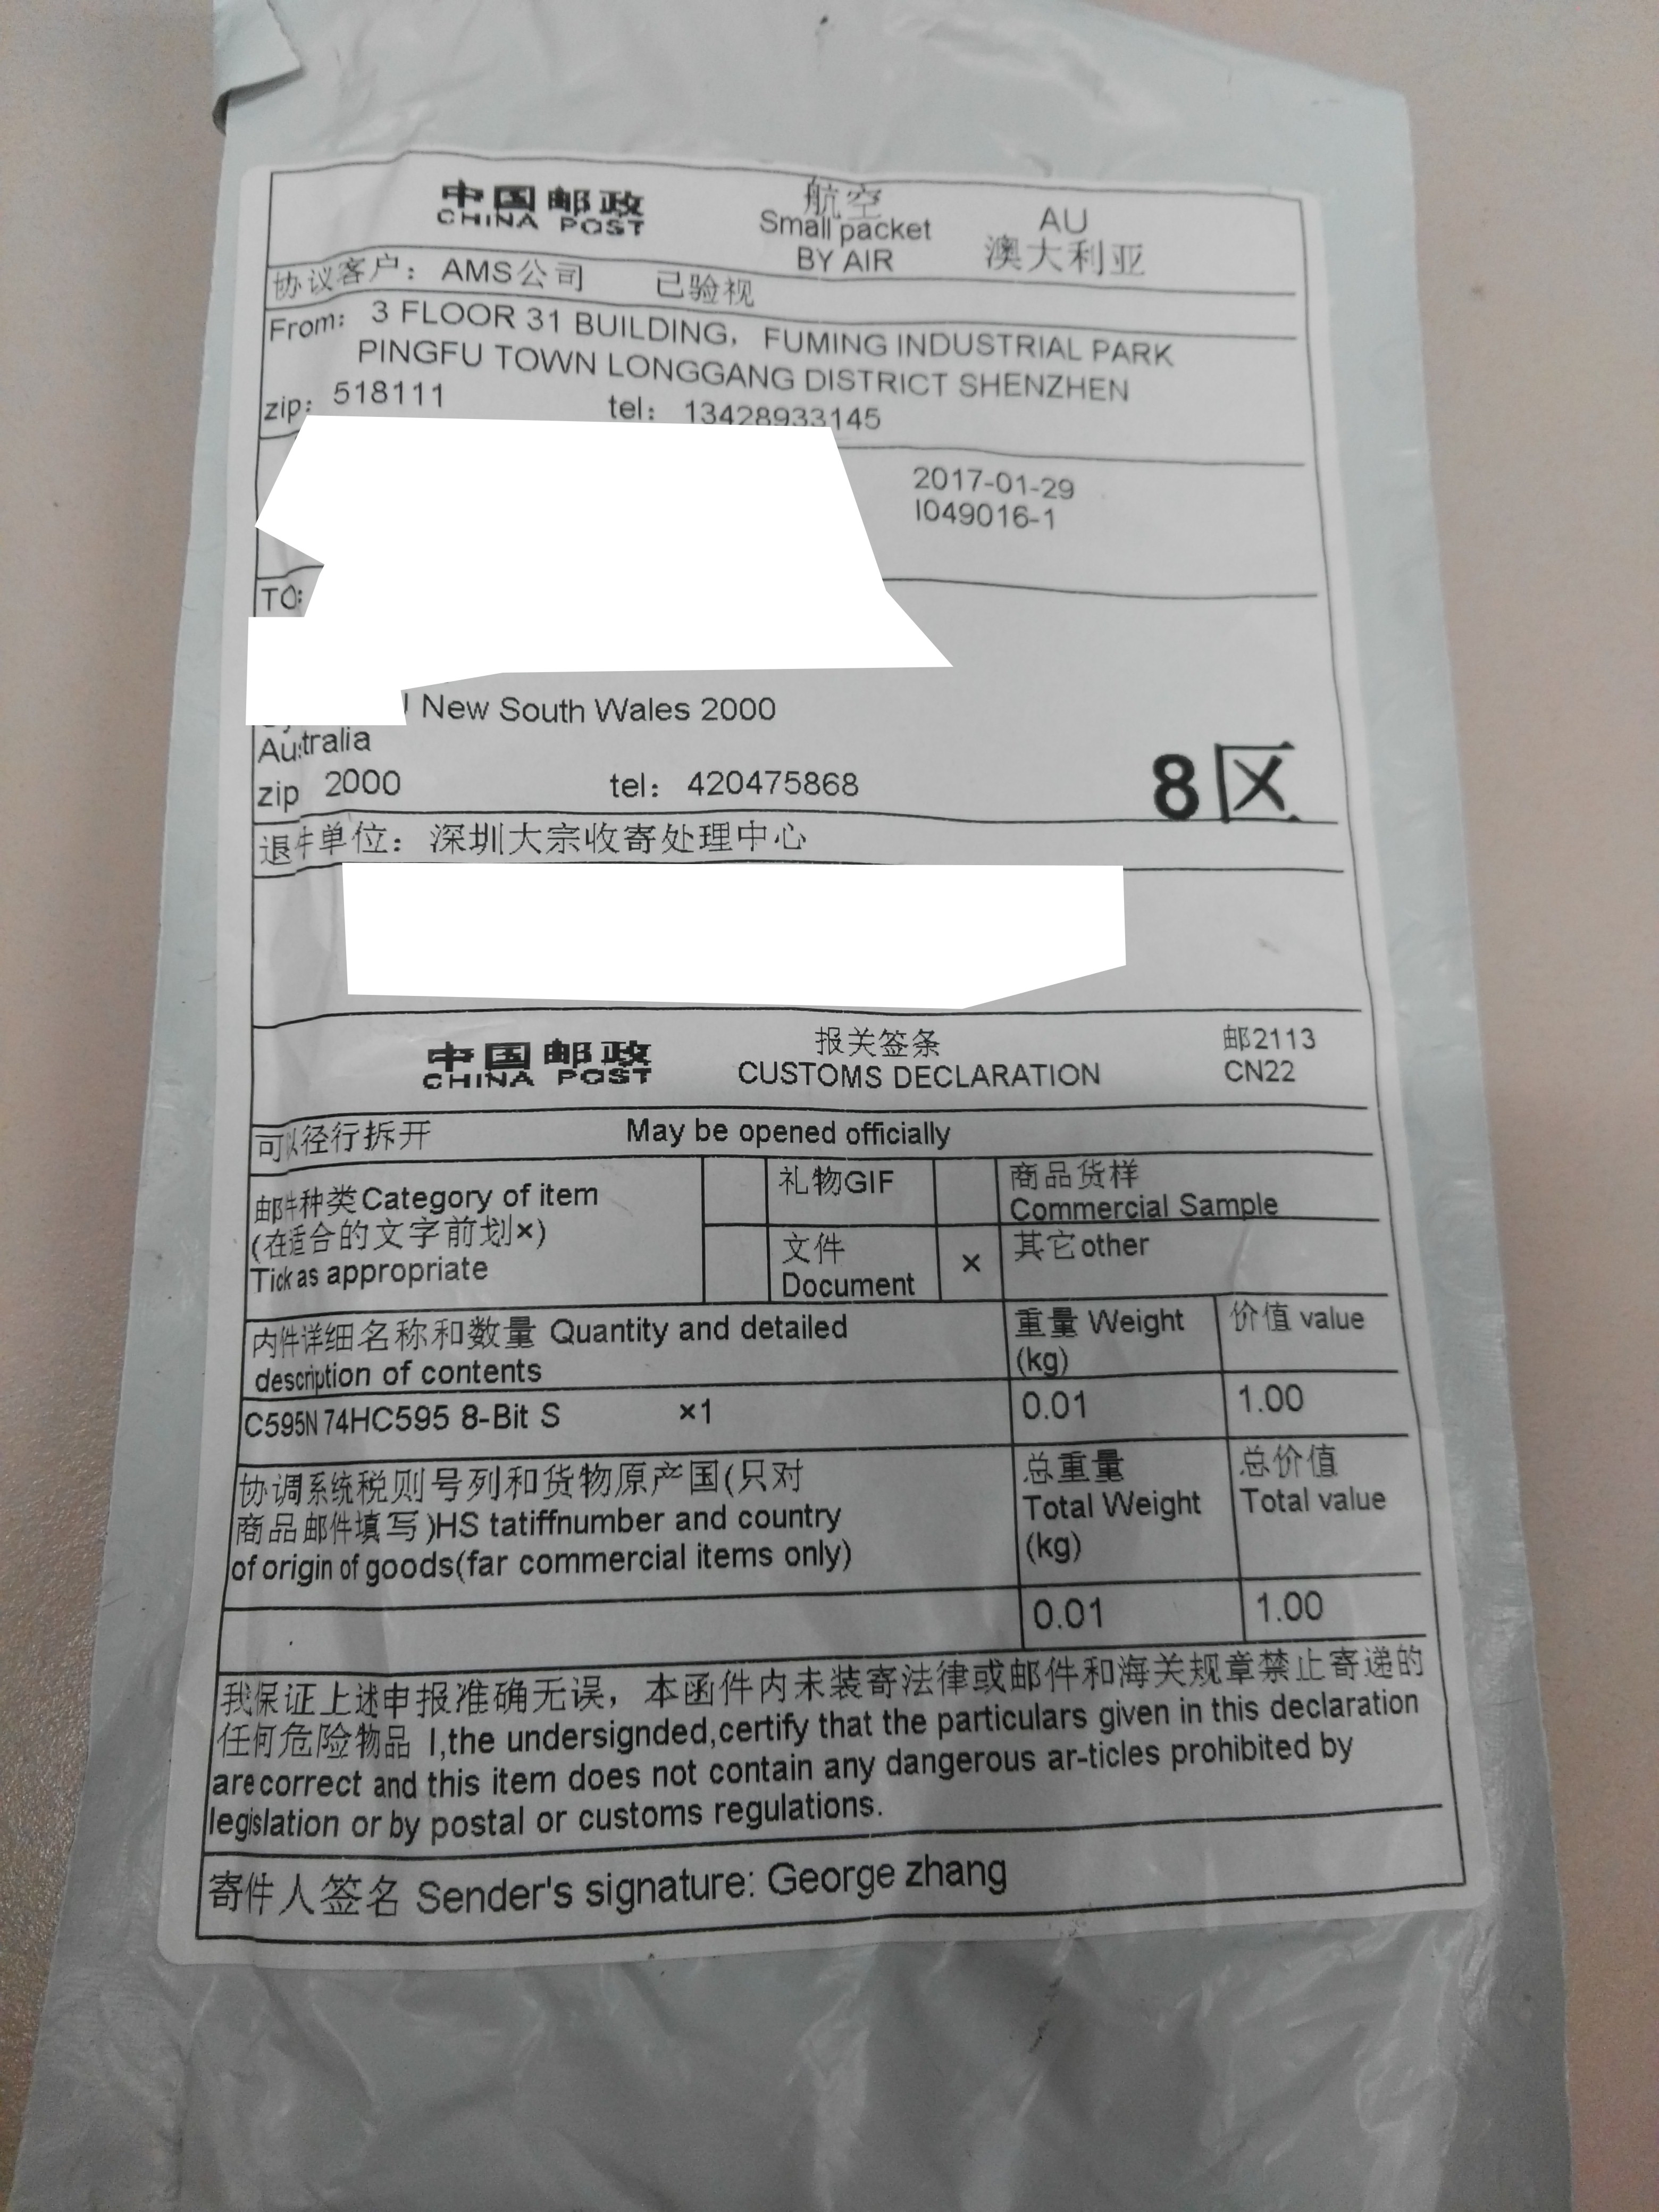 中国邮政
CHINA POST
航空
Small packet
BY AIR
AU
澳大利亚
协议客户： AMS公司 已验视
From: 3 FLOOR 31 BUILDING，FUMING INDUSTRIAL PARK
PINGFU TOWN LONGGANG DISTRICT SHENZHEN
zip: 518111 tel: 13428933145
2017-01-29
I049016-1
TO:
New South Wales 2000
Australia
zip 2000 tel: 420475868
8区
退件单位：深圳大宗收寄处理中心
中国邮政
CHINA POST
报关签条
CUSTOMS DECLARATION
邮2113
CN22
可以径行拆开 May be opened officially
邮件种类Category of item
(在适合的文字前划×)
Tick as appropriate
礼物GIF
商品货样
Commercial Sample
文件
Document
× 其它other
内件详细名称和数量 Quantity and detailed
description of contents
重量 Weight
(kg)
价值 value
C595N 74HC595 8-Bit S ×1 0.01 1.00
协调系统税则号列和货物原产国(只对
商品邮件填写)HS tatiffnumber and country
of origin of goods(far commercial items only)
总重量
Total Weight
(kg)
总价值
Total value
0.01 1.00
我保证上述申报准确无误，本函件内未装寄法律或邮件和海关规章禁止寄递的
任何危险物品 I,the undersignded,certify that the particulars given in this declaration
are correct and this item does not contain any dangerous ar-ticles prohibited by
legislation or by postal or customs regulations.
寄件人签名 Sender's signature: George zhang